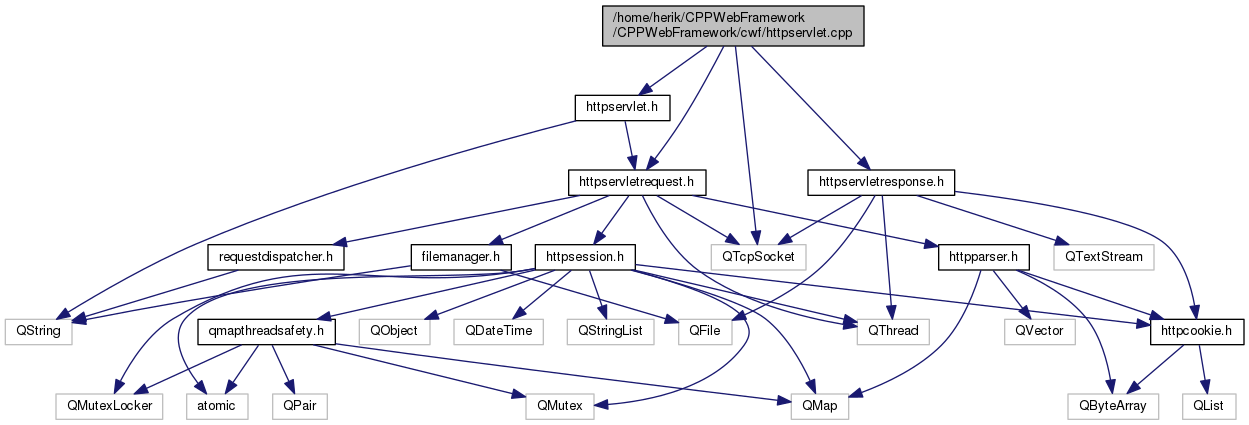 /home/herik/CPPWebFramework
/CPPWebFramework/cwf/httpservlet.cpp
httpservlet.h
httpservletrequest.h
httpservletresponse.h
requestdispatcher.h
filemanager.h
httpsession.h
QTcpSocket
httpparser.h
QTextStream
QString
qmapthreadsafety.h
QObject
QDateTime
QStringList
QFile
QThread
QVector
httpcookie.h
QMutexLocker
atomic
QPair
QMutex
QMap
QByteArray
QList